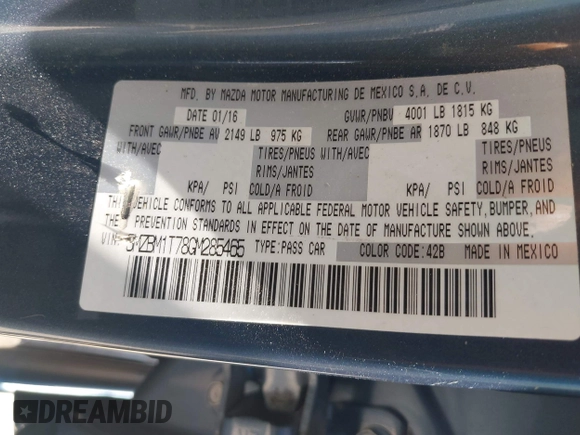 MFD. BY MAZDA MOTOR MANUFACTURING DE MEXICO S.A. DE C.V.
DATE 01/16 GVWR/PNBV 4001 LB 1815 KG
FRONT GAWR/PNBE AV 2149 LB 975 KG REAR GAWR/PNBE AR 1870 LB 848 KG
WITH/AVEC TIRES/PNEUS WITH/AVEC TIRES/PNEUS
RIMS/JANTES RIMS/JANTES
KPA/ PSI COLD/A FROID KPA/ PSI COLD/A FROID
THIS VEHICLE CONFORMS TO ALL APPLICABLE FEDERAL MOTOR VEHICLE SAFETY, BUMPER, AND
THEFT PREVENTION STANDARDS IN EFFECT ON THE DATE OF MANUFACTURE SHOWN ABOVE.
VIN: 3MZBM1T78GM285465 TYPE:PASS CAR COLOR CODE:42B MADE IN MEXICO
DREAMBID